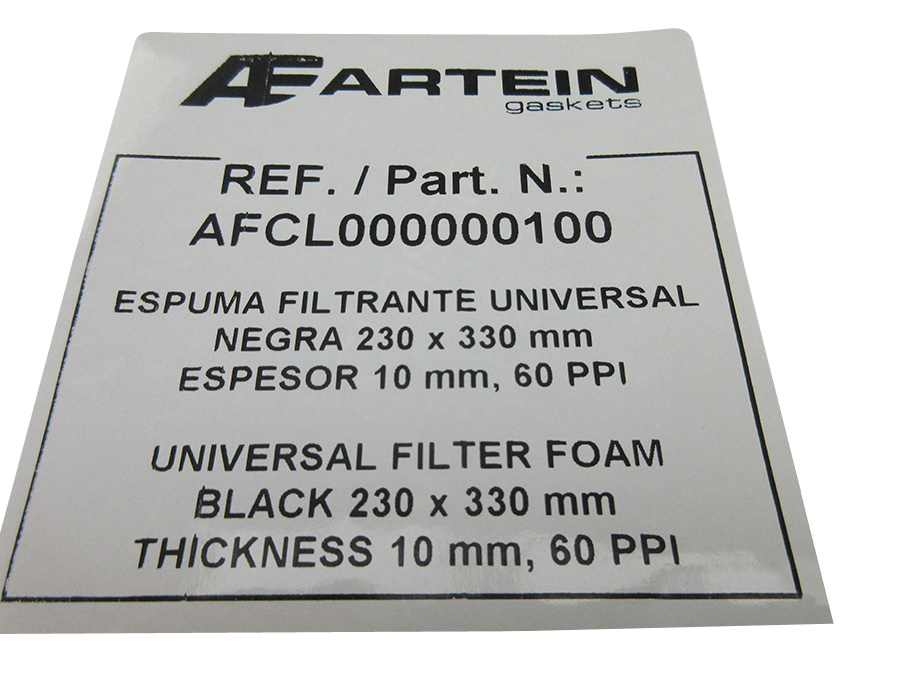 AE ARTEIN
gaskets
REF. / Part. N.:
AFCL000000100
ESPUMA FILTRANTE UNIVERSAL
NEGRA 230 x 330 mm
ESPESOR 10 mm, 60 PPI
UNIVERSAL FILTER FOAM
BLACK 230 x 330 mm
THICKNESS 10 mm, 60 PPI